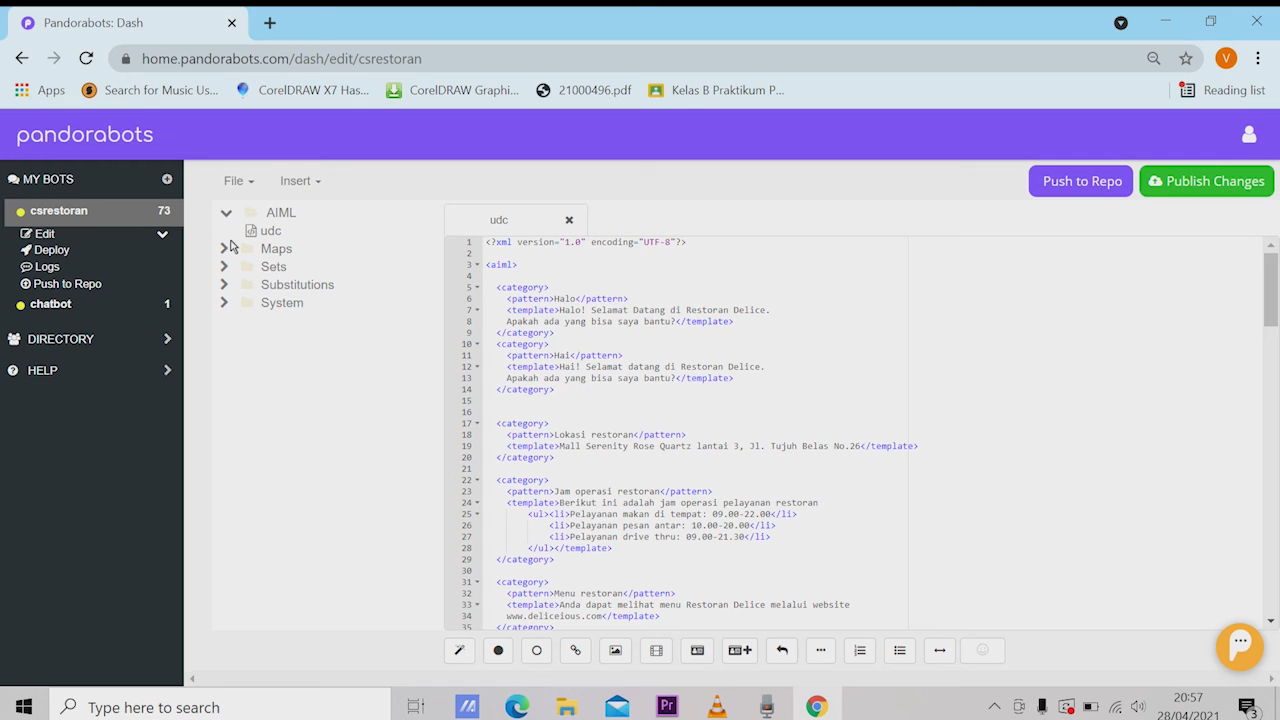 Pandorabots: Dash
home.pandorabots.com/dash/edit/csrestoran
V
Apps
Search for Music Us...
CorelDRAW X7 Has...
CorelDRAW Graphi...
21000496.pdf
Kelas B Praktikum P...
Reading list
pandorabots
MY BOTS
csrestoran 73
Edit
Deploy
Logs
Push to Repo
chatbot 1
DIRECTORY
HELP
File
Insert
Push to Repo
Publish Changes
AIML
udc
Maps
Sets
Substitutions
System
udc
1 <?xml version="1.0" encoding="UTF-8"?>
2
3 <aiml>
4
5 <category>
6 <pattern>Halo</pattern>
7 <template>Halo! Selamat Datang di Restoran Delice.
8 Apakah ada yang bisa saya bantu?</template>
9 </category>
10 <category>
11 <pattern>Hai</pattern>
12 <template>Hai! Selamat datang di Restoran Delice.
13 Apakah ada yang bisa saya bantu?</template>
14 </category>
15
16
17 <category>
18 <pattern>Lokasi restoran</pattern>
19 <template>Mall Serenity Rose Quartz lantai 3, Jl. Tujuh Belas No.26</template>
20 </category>
21
22 <category>
23 <pattern>Jam operasi restoran</pattern>
24 <template>Berikut ini adalah jam operasi pelayanan restoran
25 <ul><li>Pelayanan makan di tempat: 09.00-22.00</li>
26 <li>Pelayanan pesan antar: 10.00-20.00</li>
27 <li>Pelayanan drive thru: 09.00-21.30</li>
28 </ul></template>
29 </category>
30
31 <category>
32 <pattern>Menu restoran</pattern>
33 <template>Anda dapat melihat menu Restoran Delice melalui website
34 www.deliceious.com</template>
35 </category>
Type here to search
Pr
20:57
28/04/2021
3